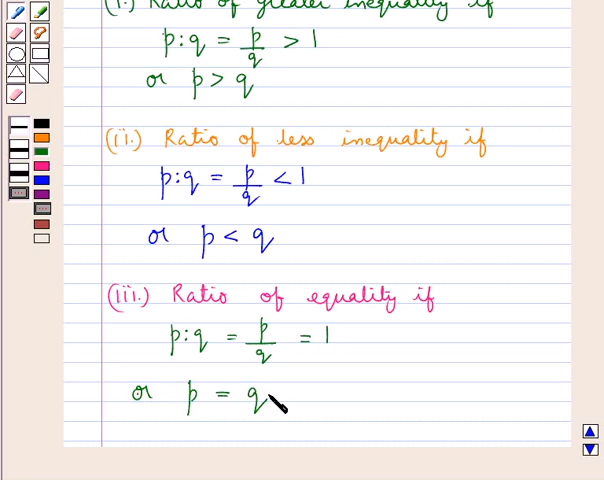 (i.) Ratio of greater inequality if
p:q = p/q > 1
or p > q
(ii.) Ratio of less inequality if
p:q = p/q < 1
or p < q
(iii.) Ratio of equality if
p:q = p/q = 1
or p = q